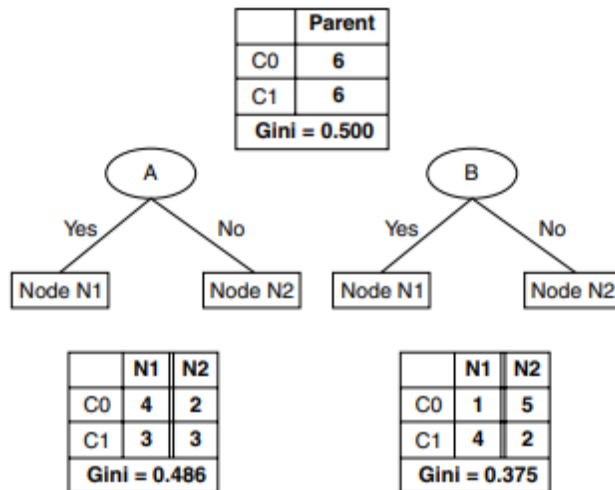 Parent
C0 6
C1 6
Gini = 0.500
A B
Yes No Yes No
Node N1 Node N2 Node N1 Node N2
N1 N2 N1 N2
C0 4 2 C0 1 5
C1 3 3 C1 4 2
Gini = 0.486 Gini = 0.375